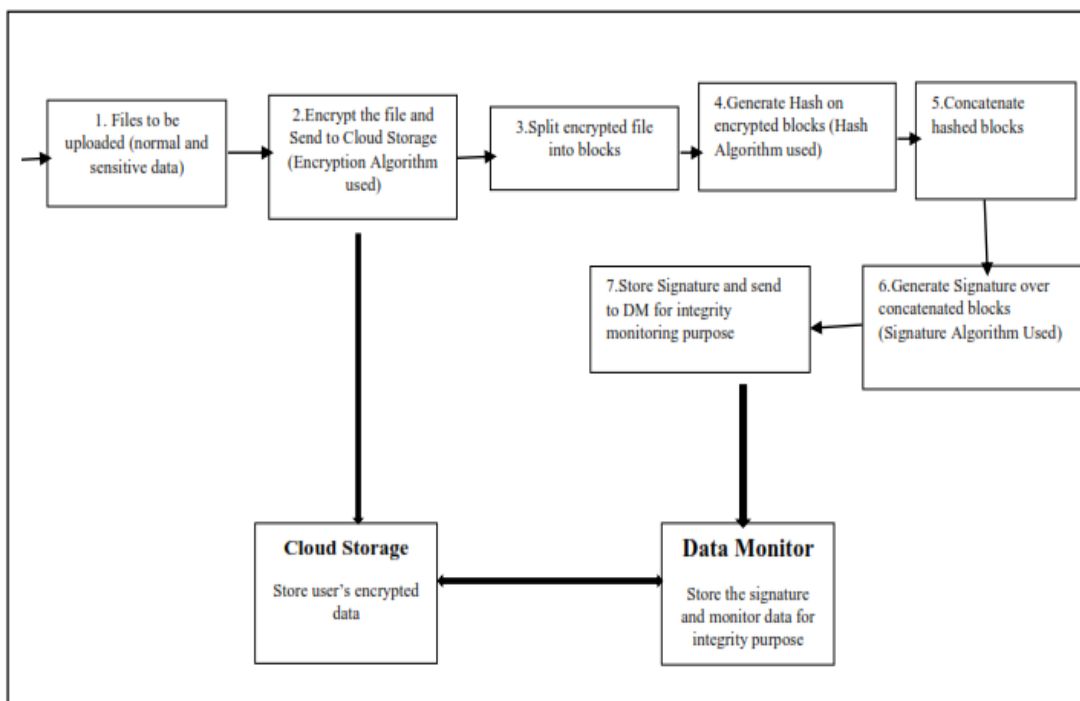 1. Files to be
uploaded (normal and
sensitive data)
2.Encrypt the file and
Send to Cloud Storage
(Encryption Algorithm
used)
3.Split encrypted file
into blocks
4.Generate Hash on
encrypted blocks (Hash
Algorithm used)
5.Concatenate
hashed blocks
7.Store Signature and send
to DM for integrity
monitoring purpose
6.Generate Signature over
concatenated blocks
(Signature Algorithm Used)
Cloud Storage
Store user's encrypted
data
Data Monitor
Store the signature
and monitor data for
integrity purpose